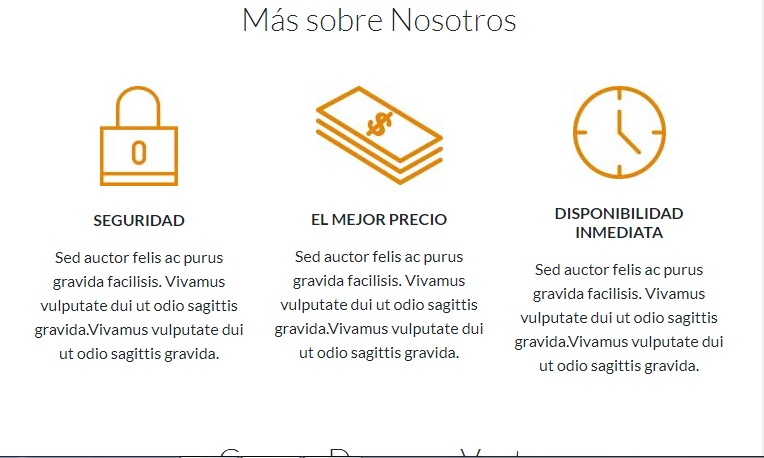 Más sobre Nosotros
SEGURIDAD
Sed auctor felis ac purus
gravida facilisis. Vivamus
vulputate dui ut odio sagittis
gravida.Vivamus vulputate dui
ut odio sagittis gravida.
$
EL MEJOR PRECIO
Sed auctor felis ac purus
gravida facilisis. Vivamus
vulputate dui ut odio sagittis
gravida.Vivamus vulputate dui
ut odio sagittis gravida.
DISPONIBILIDAD
INMEDIATA
Sed auctor felis ac purus
gravida facilisis. Vivamus
vulputate dui ut odio sagittis
gravida.Vivamus vulputate dui
ut odio sagittis gravida.